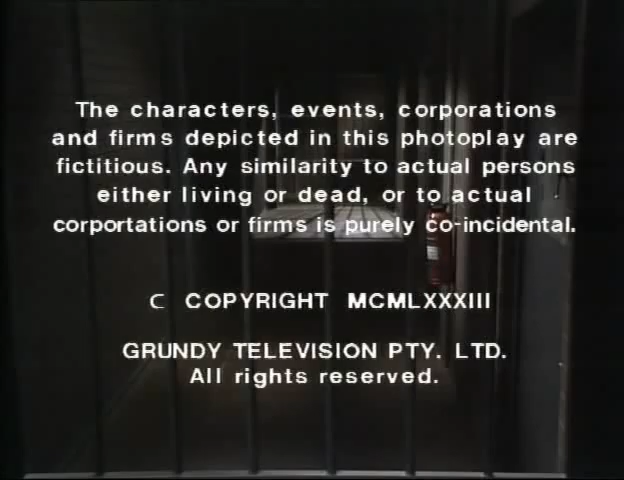 The characters, events, corporations
and firms depicted in this photoplay are
fictitious. Any similarity to actual persons
either living or dead, or to actual
corportations or firms is purely co-incidental.
C COPYRIGHT MCMLXXXIII
GRUNDY TELEVISION PTY. LTD.
All rights reserved.